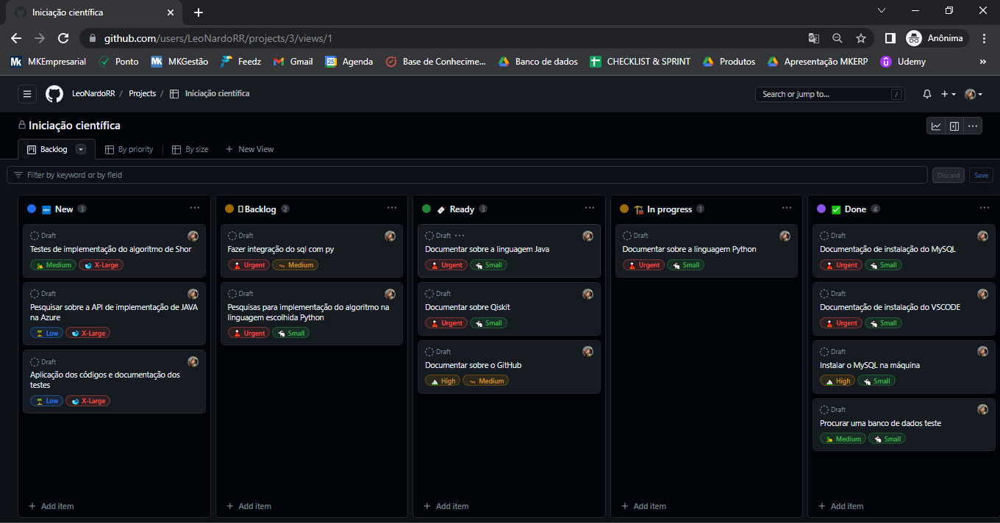 Iniciação científica
github.com/users/LeoNardoRR/projects/3/views/1
Anônima
MKEmpresarial
Ponto
MKGestão
Feedz
Gmail
Agenda
Base de Conhecime...
Banco de dados
CHECKLIST & SPRINT
Produtos
Apresentação MKERP
Udemy
LeoNardoRR / Projects / Iniciação científica
Search or jump to... /
Iniciação científica
Backlog
By priority
By size
New View
Filter by keyword or by field
Discard
Save
New 3
Draft
Testes de implementação do algoritmo de Shor
Medium X-Large
Draft
Pesquisar sobre a API de implementação de JAVA
na Azure
Low X-Large
Draft
Aplicação dos códigos e documentação dos
testes
Low X-Large
Add item
Backlog 2
Draft
Fazer integração do sql com py
Urgent Medium
Draft
Pesquisas para implementação do algoritmo na
linguagem escolhida Python
Urgent Small
Add item
Ready 3
Draft
Documentar sobre a linguagem Java
Urgent Small
Draft
Documentar sobre Qiskit
Urgent Small
Draft
Documentar sobre o GitHub
High Medium
Add item
In progress 1
Draft
Documentar sobre a linguagem Python
Urgent Small
Add item
Done 4
Draft
Documentação de instalação do MySQL
Urgent Small
Draft
Documentação de instalação do VSCODE
Urgent Small
Draft
Instalar o MySQL na máquina
High Small
Draft
Procurar uma banco de dados teste
Medium Small
Add item